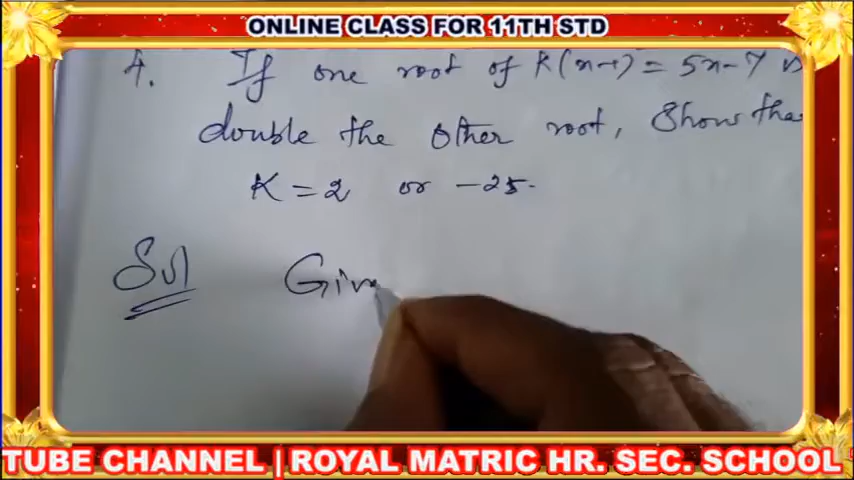 ONLINE CLASS FOR 11TH STD
4. If one root of K(x-1) = 5x-7 is
double the other root, Show tha
K = 2 or -25.
Sol Giv
TUBE CHANNEL | ROYAL MATRIC HR. SEC. SCHOOL